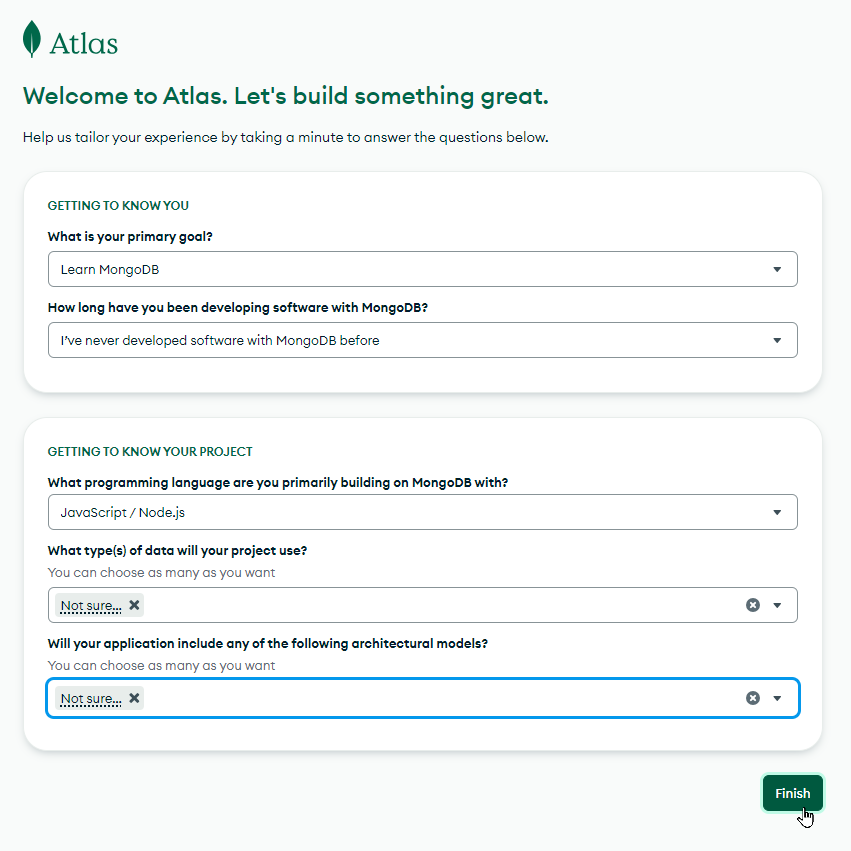 Atlas
Welcome to Atlas. Let's build something great.
Help us tailor your experience by taking a minute to answer the questions below.
GETTING TO KNOW YOU
What is your primary goal?
Learn MongoDB
How long have you been developing software with MongoDB?
I've never developed software with MongoDB before
GETTING TO KNOW YOUR PROJECT
What programming language are you primarily building on MongoDB with?
JavaScript / Node.js
What type(s) of data will your project use?
You can choose as many as you want
Not sure...
Will your application include any of the following architectural models?
You can choose as many as you want
Not sure...
Finish